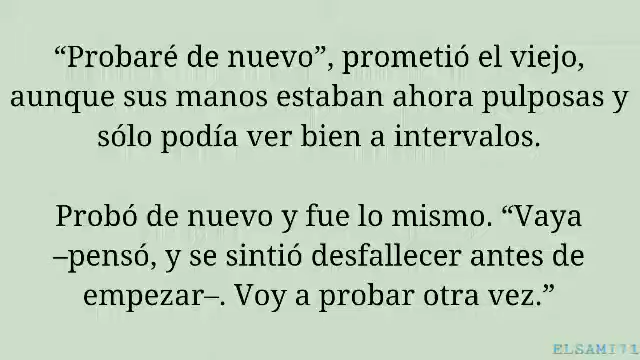 “Probaré de nuevo”, prometió el viejo,
aunque sus manos estaban ahora pulposas y
sólo podía ver bien a intervalos.
Probó de nuevo y fue lo mismo. “Vaya
–pensó, y se sintió desfallecer antes de
empezar–. Voy a probar otra vez.”
ELSAMI71